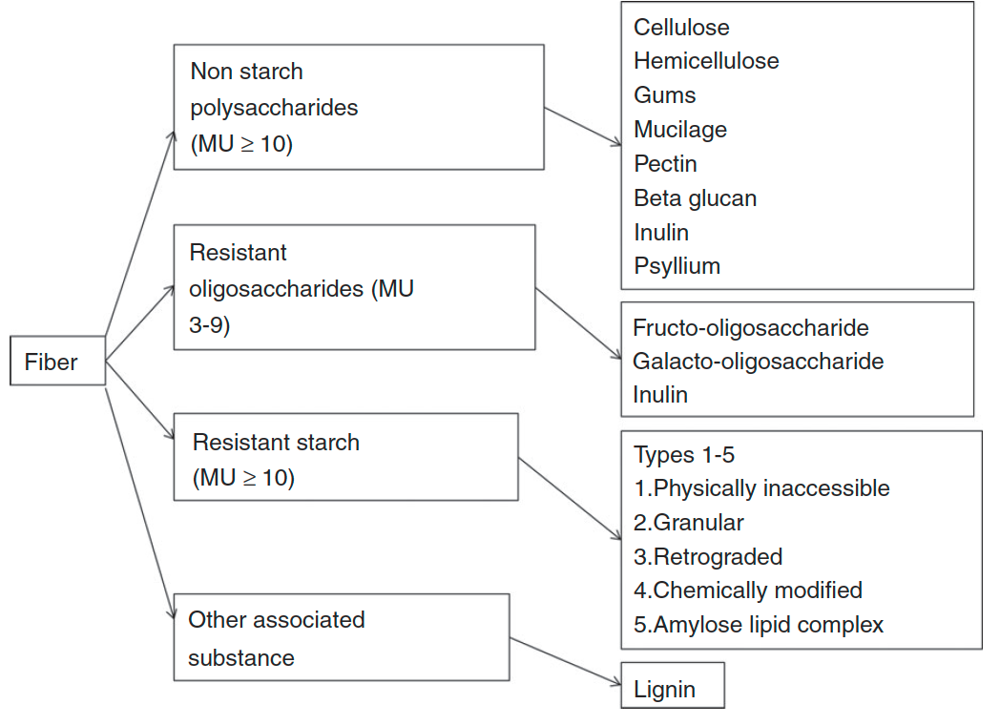 Fiber
Non starch
polysaccharides
(MU ≥ 10)
Cellulose
Hemicellulose
Gums
Mucilage
Pectin
Beta glucan
Inulin
Psyllium
Resistant
oligosaccharides (MU
3-9)
Fructo-oligosaccharide
Galacto-oligosaccharide
Inulin
Resistant starch
(MU ≥ 10)
Types 1-5
1.Physically inaccessible
2.Granular
3.Retrograded
4.Chemically modified
5.Amylose lipid complex
Other associated
substance
Lignin